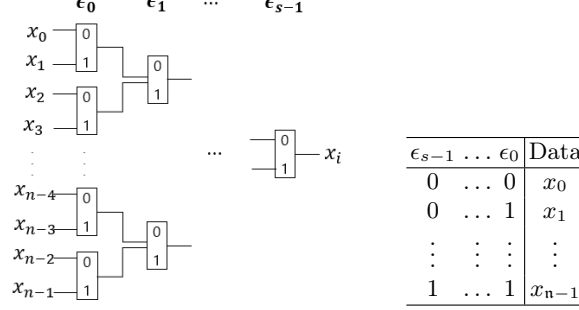 ϵ₀ ϵ₁ ... ϵₛ₋₁
x₀ 0
x₁ 1
0
1
x₂ 0
x₃ 1
... 0
1 xᵢ
xₙ₋₄ 0
xₙ₋₃ 1
0
1
xₙ₋₂ 0
xₙ₋₁ 1
ϵₛ₋₁ … ϵ₀ Data
0 … 0 x₀
0 … 1 x₁
⋮ ⋮ ⋮ ⋮
1 … 1 xₙ₋₁